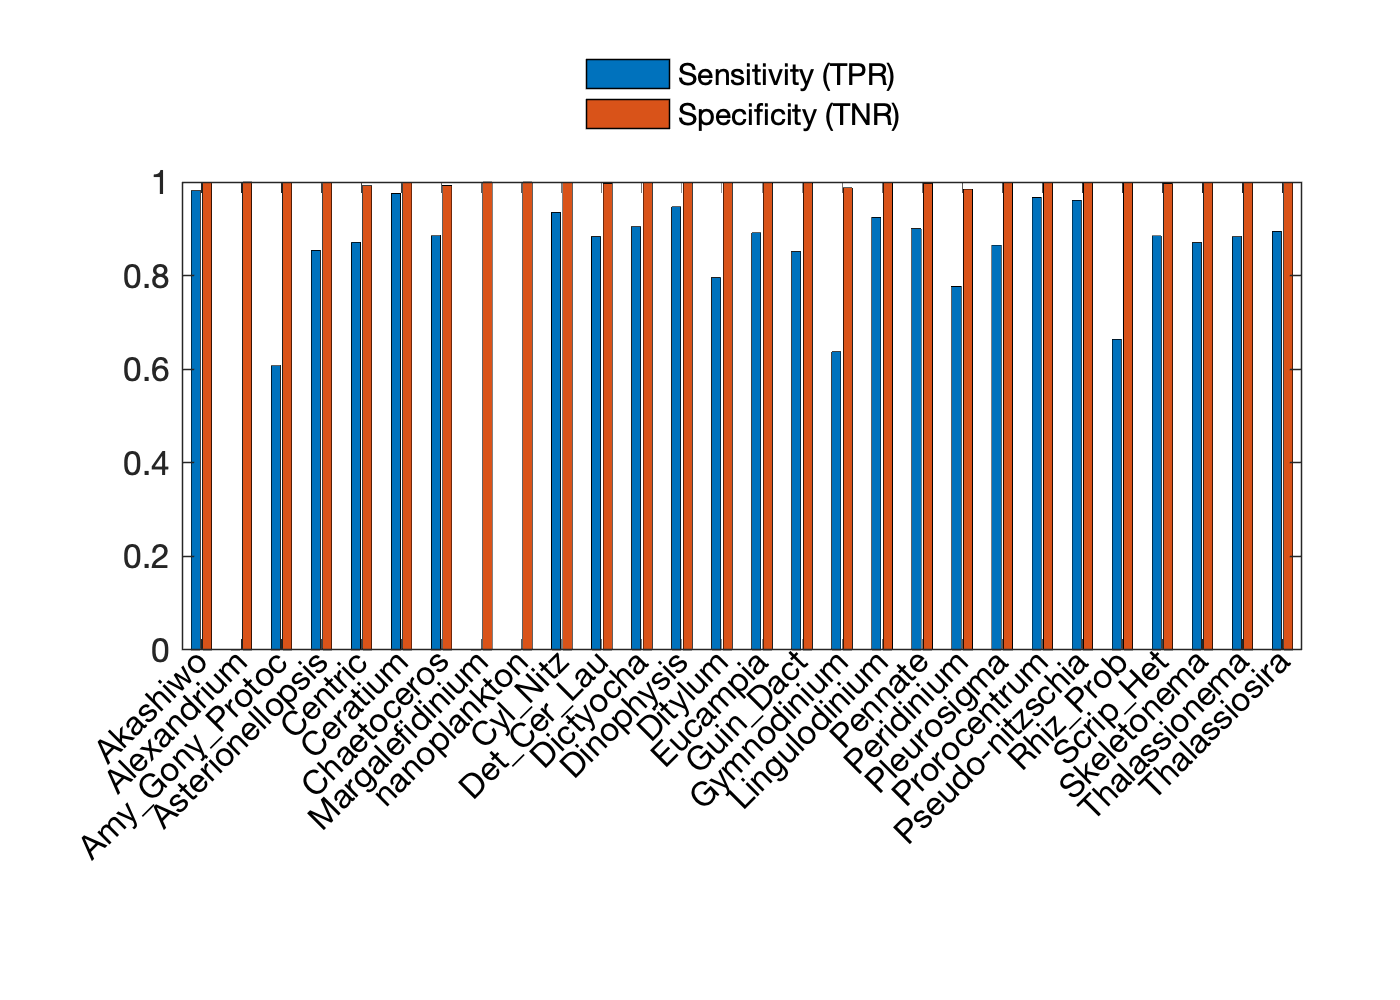 Sensitivity (TPR)
Specificity (TNR)
1
0.8
0.6
0.4
0.2
0
Akashiwo
Alexandrium
Amy_Gony_Protoc
Asterionellopsis
Centric
Ceratium
Chaetoceros
Margalefidinium
nanoplankton
Cyl_Nitz
Det_Cer_Lau
Dictyocha
Dinophysis
Ditylum
Eucampia
Guin_Dact
Gymnodinium
Lingulodinium
Pennate
Peridinium
Pleurosigma
Prorocentrum
Pseudo-nitzschia
Rhiz_Prob
Scrip_Het
Skeletonema
Thalassionema
Thalassiosira